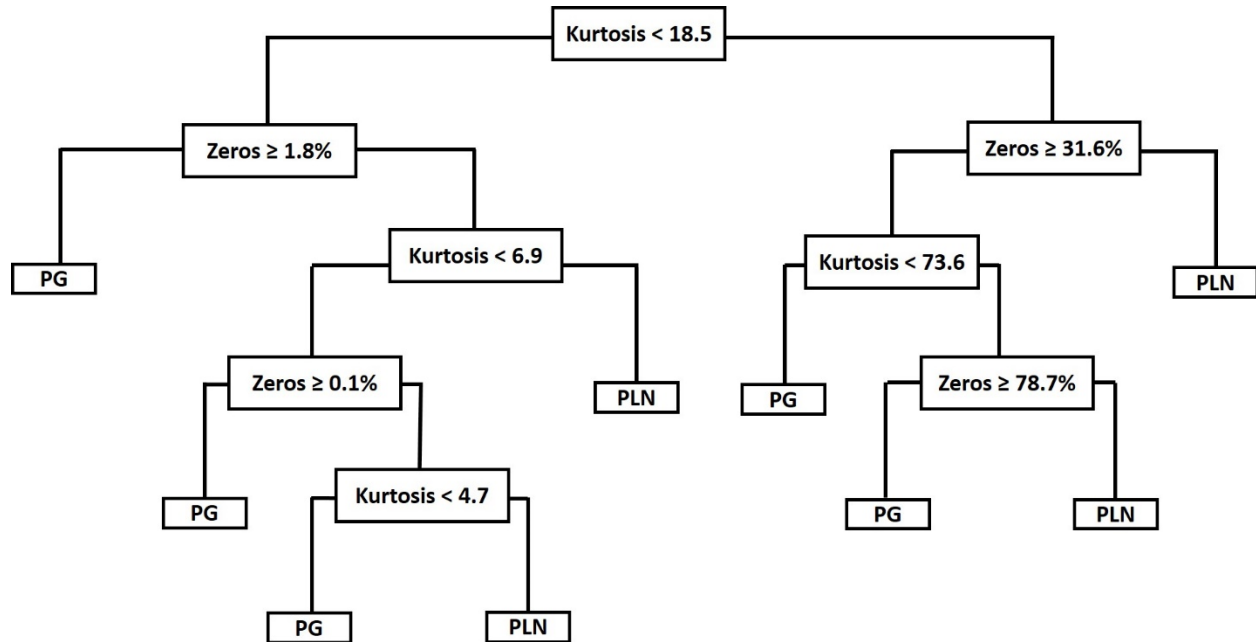 Kurtosis < 18.5
Zeros ≥ 1.8%
Zeros ≥ 31.6%
Kurtosis < 6.9
Kurtosis < 73.6
PG
PLN
Zeros ≥ 0.1%
PLN
PG
Zeros ≥ 78.7%
PG
Kurtosis < 4.7
PG
PLN
PG
PLN